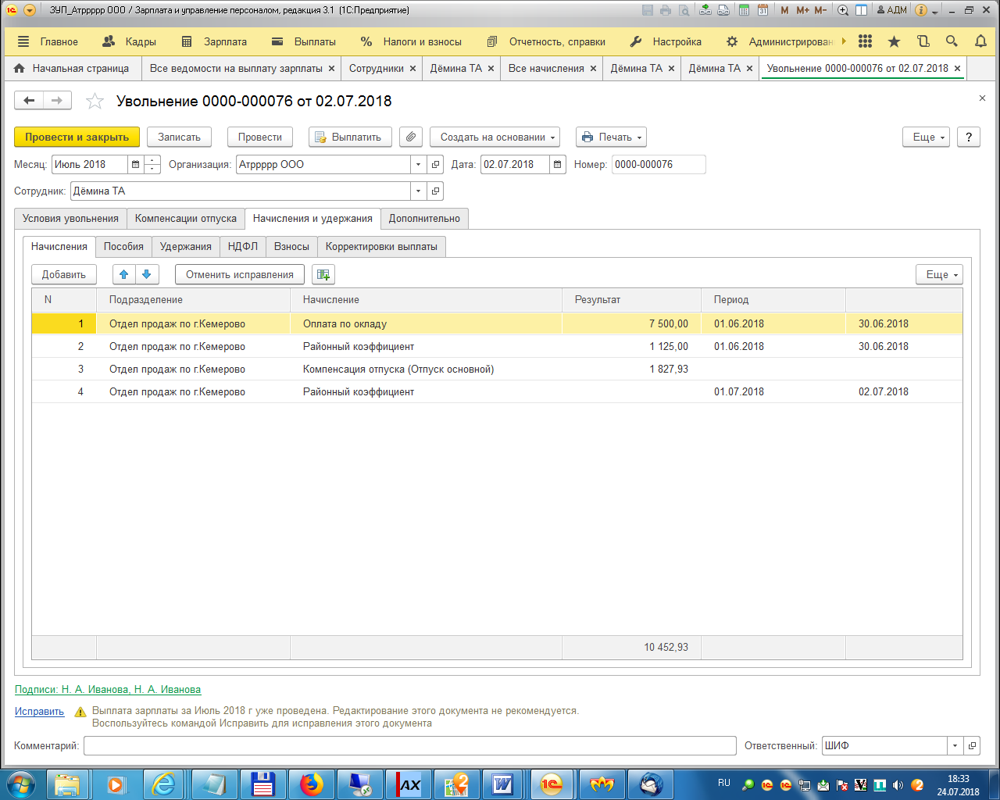 ЗУП_Атррррр ООО / Зарплата и управление персоналом, редакция 3.1 (1С:Предприятие)
M M+ M- АДМ
Главное Кадры Зарплата Выплаты Налоги и взносы Отчетность, справки Настройка Администрирован
Начальная страница Все ведомости на выплату зарплаты Сотрудники Дёмина ТА Все начисления Дёмина ТА Дёмина ТА Увольнение 0000-000076 от 02.07.2018
Увольнение 0000-000076 от 02.07.2018
Провести и закрыть Записать Провести Выплатить Создать на основании Печать Еще ?
Месяц: Июль 2018 Организация: Атррррр ООО Дата: 02.07.2018 Номер: 0000-000076
Сотрудник: Дёмина ТА
Условия увольнения Компенсации отпуска Начисления и удержания Дополнительно
Начисления Пособия Удержания НДФЛ Взносы Корректировки выплаты
Добавить Отменить исправления Еще
N Подразделение Начисление Результат Период
1 Отдел продаж по г.Кемерово Оплата по окладу 7 500,00 01.06.2018 30.06.2018
2 Отдел продаж по г.Кемерово Районный коэффициент 1 125,00 01.06.2018 30.06.2018
3 Отдел продаж по г.Кемерово Компенсация отпуска (Отпуск основной) 1 827,93
4 Отдел продаж по г.Кемерово Районный коэффициент 01.07.2018 02.07.2018
10 452,93
Подписи: Н. А. Иванова, Н. А. Иванова
Исправить Выплата зарплаты за Июль 2018 г уже проведена. Редактирование этого документа не рекомендуется.
Воспользуйтесь командой Исправить для исправления этого документа
Комментарий: Ответственный: ШИФ
RU 18:33
24.07.2018